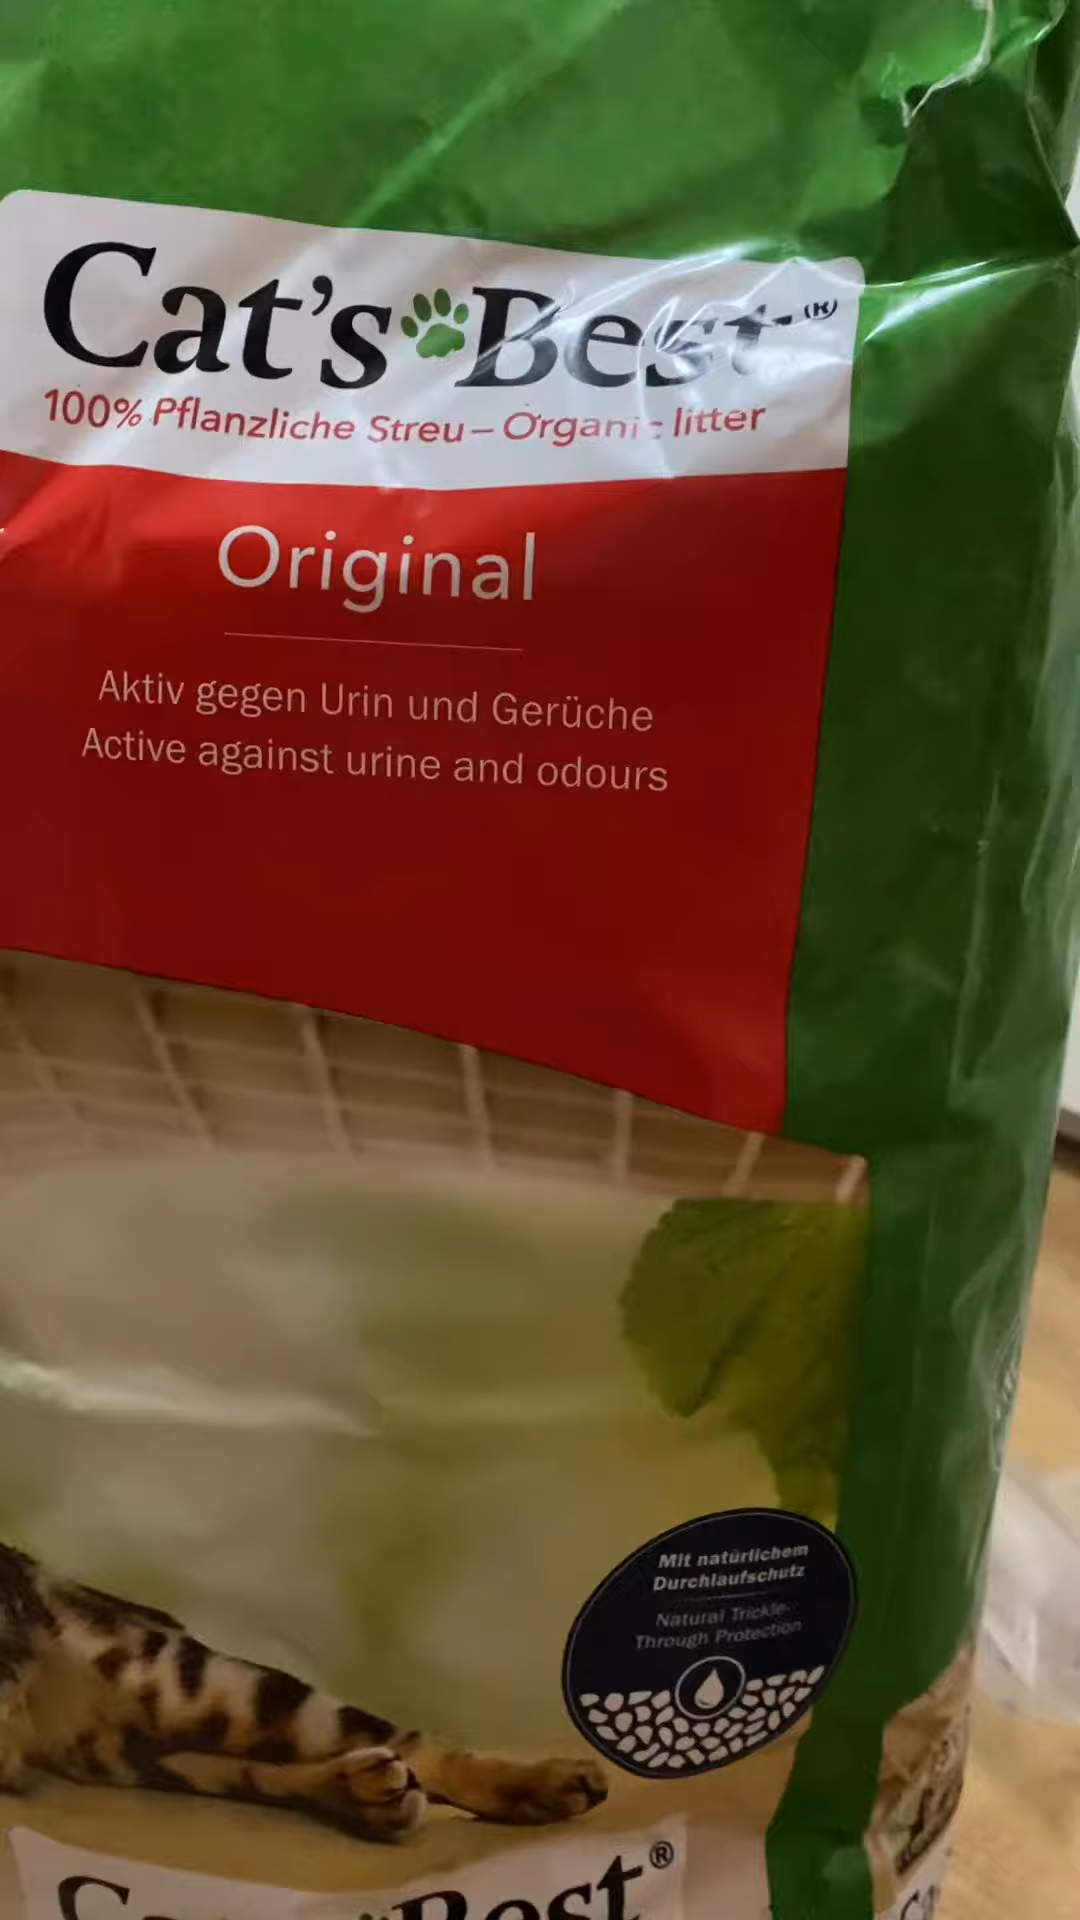 Cat's Best ®
100% Pflanzliche Streu – Organic litter
Original
Aktiv gegen Urin und Gerüche
Active against urine and odours
Mit natürlichem
Durchlaufschutz
Natural Trickle-
Through Protection
Best ®